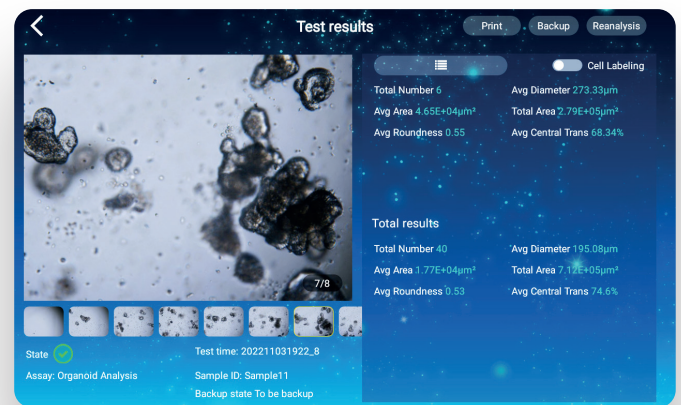 Test results
Print
Backup
Reanalysis
Cell Labeling
Total Number 6
Avg Diameter 273.33μm
Avg Area 4.65E+04μm²
Total Area 2.79E+05μm²
Avg Roundness 0.55
Avg Central Trans 68.34%
Total results
Total Number 40
Avg Diameter 195.08μm
Avg Area 1.77E+04μm²
Total Area 7.12E+05μm²
Avg Roundness 0.53
Avg Central Trans 74.6%
7/8
State
Test time: 202211031922_8
Assay: Organoid Analysis
Sample ID: Sample11
Backup state To be backup